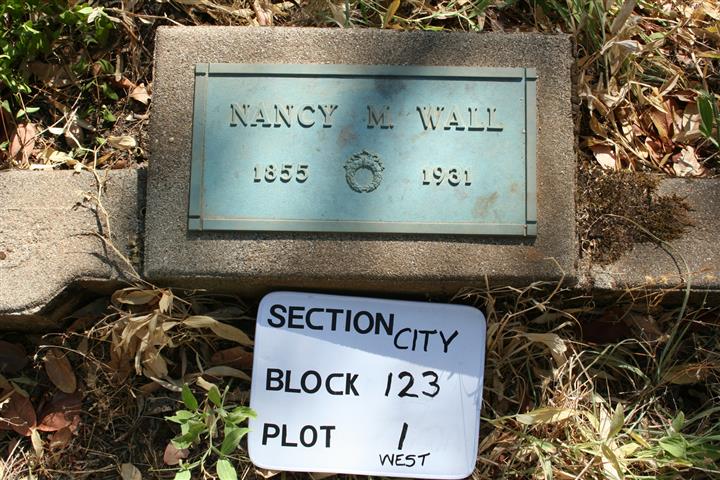 NANCY M. WALL
1855 1931
SECTION CITY
BLOCK 123
PLOT 1
WEST